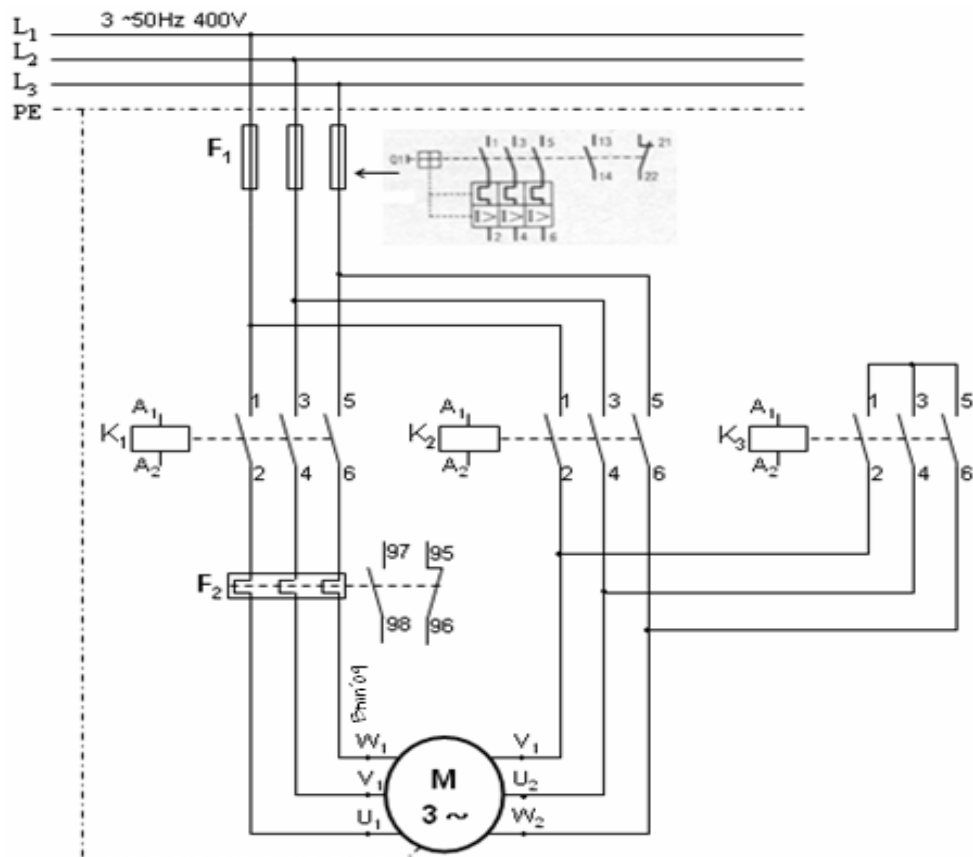 L1 3 ~50Hz 400V
L2
L3
PE
F1
Q1
1 3 5 13 21
14 22
I> I> I>
2 4 6
A1 1 3 5
K1
A2 2 4 6
A1 1 3 5
K2
A2 2 4 6
A1 1 3 5
K3
A2 2 4 6
F2
97 95
98 96
Emin'09
W1 V1
V1 M U2
U1 3 ~ W2